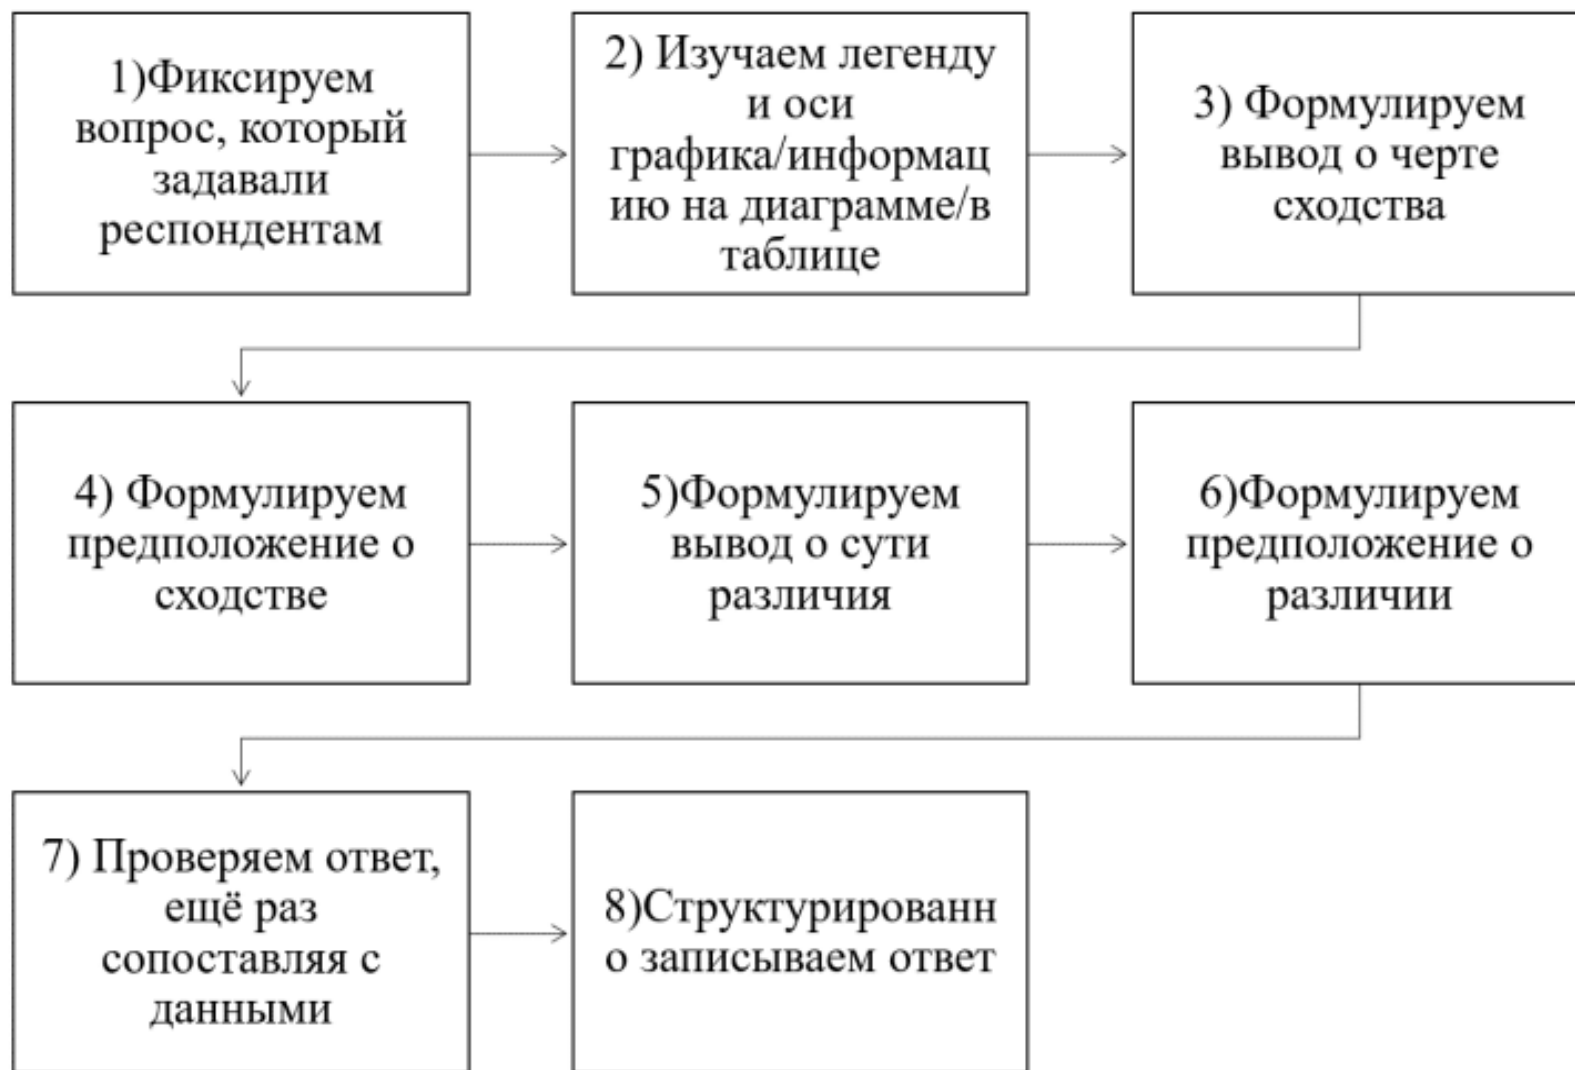 1)Фиксируем
вопрос, который
задавали
респондентам
2) Изучаем легенду
и оси
графика/информац
ию на диаграмме/в
таблице
3) Формулируем
вывод о черте
сходства
4) Формулируем
предположение о
сходстве
5)Формулируем
вывод о сути
различия
6)Формулируем
предположение о
различии
7) Проверяем ответ,
ещё раз
сопоставляя с
данными
8)Структурированн
о записываем ответ